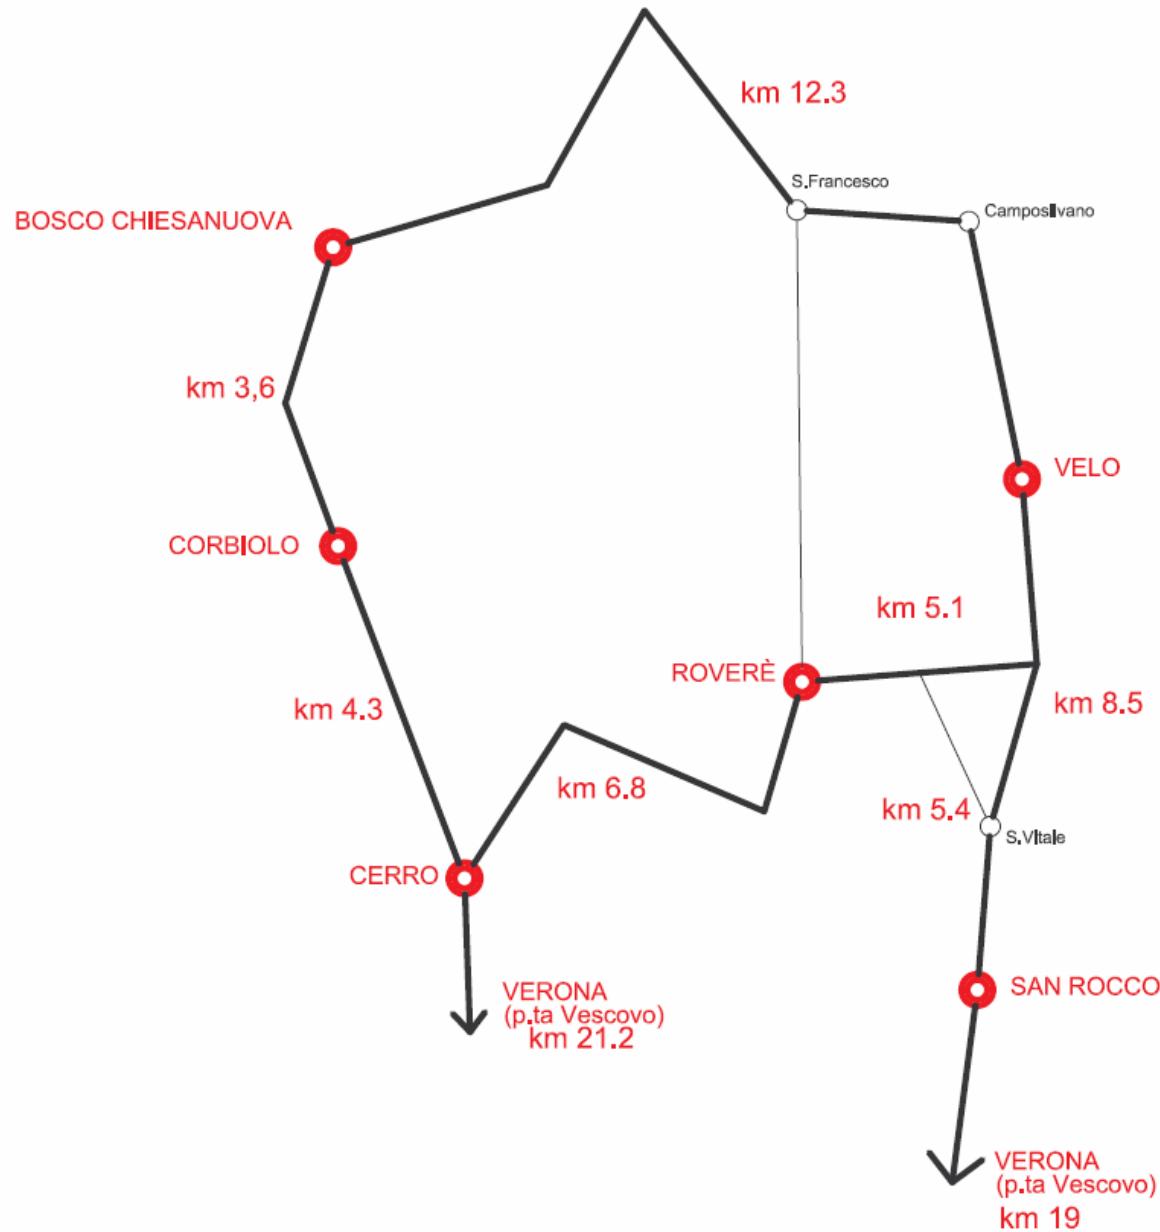 km 12.3
S.Francesco
BOSCO CHIESANUOVA
Camposilvano
km 3,6
VELO
CORBIOLO
km 5.1
ROVERÈ
km 4.3
km 8.5
km 6.8
km 5.4
S.Vitale
CERRO
VERONA
(p.ta Vescovo)
km 21.2
SAN ROCCO
VERONA
(p.ta Vescovo)
km 19